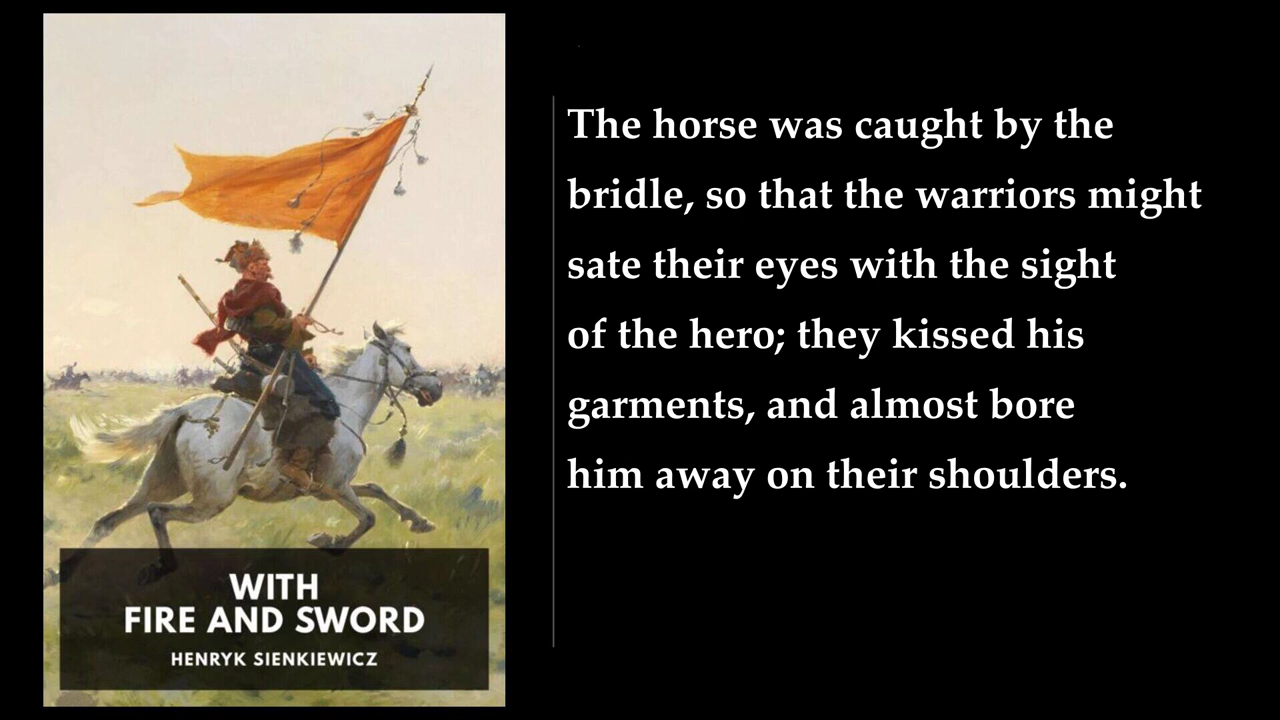 WITH
FIRE AND SWORD
HENRYK SIENKIEWICZ
The horse was caught by the
bridle, so that the warriors might
sate their eyes with the sight
of the hero; they kissed his
garments, and almost bore
him away on their shoulders.